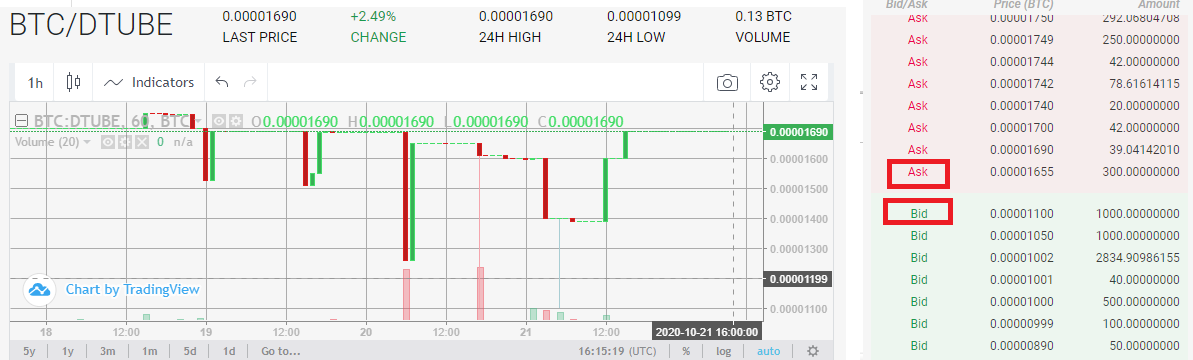 BTC/DTUBE
0.00001690 +2.49% 0.00001690 0.00001099 0.13 BTC
LAST PRICE CHANGE 24H HIGH 24H LOW VOLUME
1h Indicators
BTC:DTUBE, 60, BTC O0.00001690 H0.00001690 L0.00001690 C0.00001690
Volume (20) 0 n/a
0.00001690
0.00001600
0.00001500
0.00001400
0.00001300
0.00001199
0.00001100
Chart by TradingView
18 12:00 19 12:00 20 12:00 21 12:00 2020-10-21 16:00:00
5y 1y 3m 1m 5d 1d Go to... 16:15:19 (UTC) % log auto
Bid/Ask Price (BTC) Amount
Ask 0.00001750 292.06804708
Ask 0.00001749 250.00000000
Ask 0.00001744 42.00000000
Ask 0.00001742 78.61614115
Ask 0.00001740 20.00000000
Ask 0.00001700 42.00000000
Ask 0.00001690 39.04142010
Ask 0.00001655 300.00000000
Bid 0.00001100 1000.00000000
Bid 0.00001050 1000.00000000
Bid 0.00001002 2834.90986155
Bid 0.00001001 40.00000000
Bid 0.00001000 500.00000000
Bid 0.00000999 100.00000000
Bid 0.00000890 50.00000000